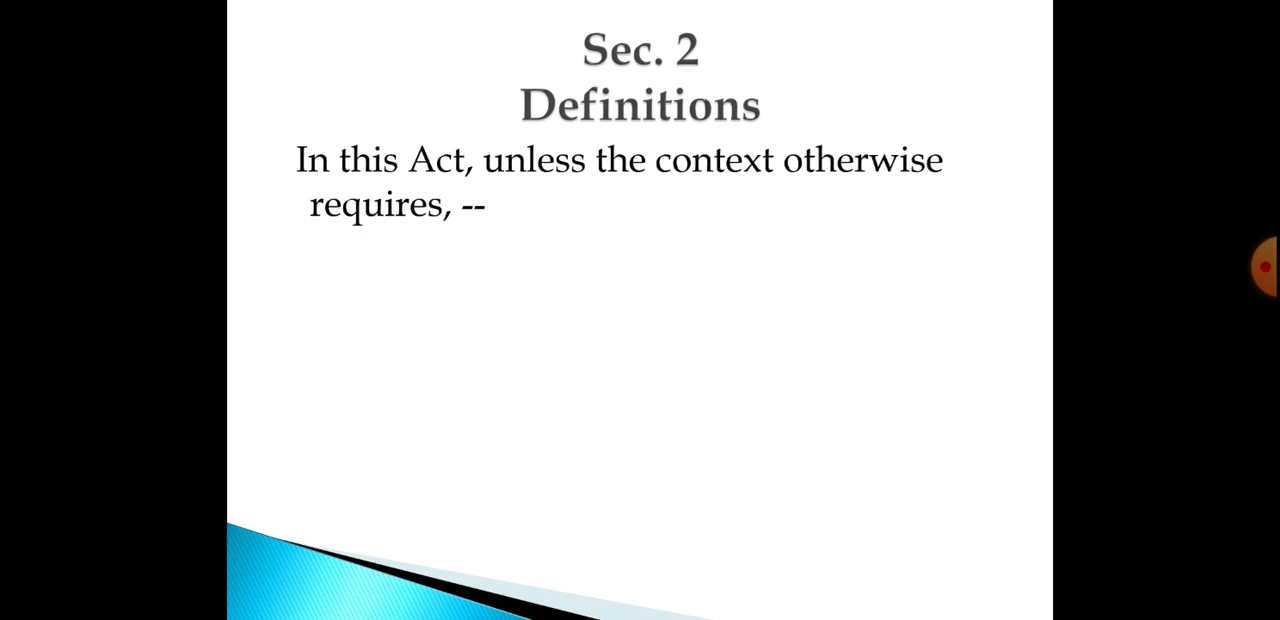 Sec. 2
Definitions
In this Act, unless the context otherwise
requires, --